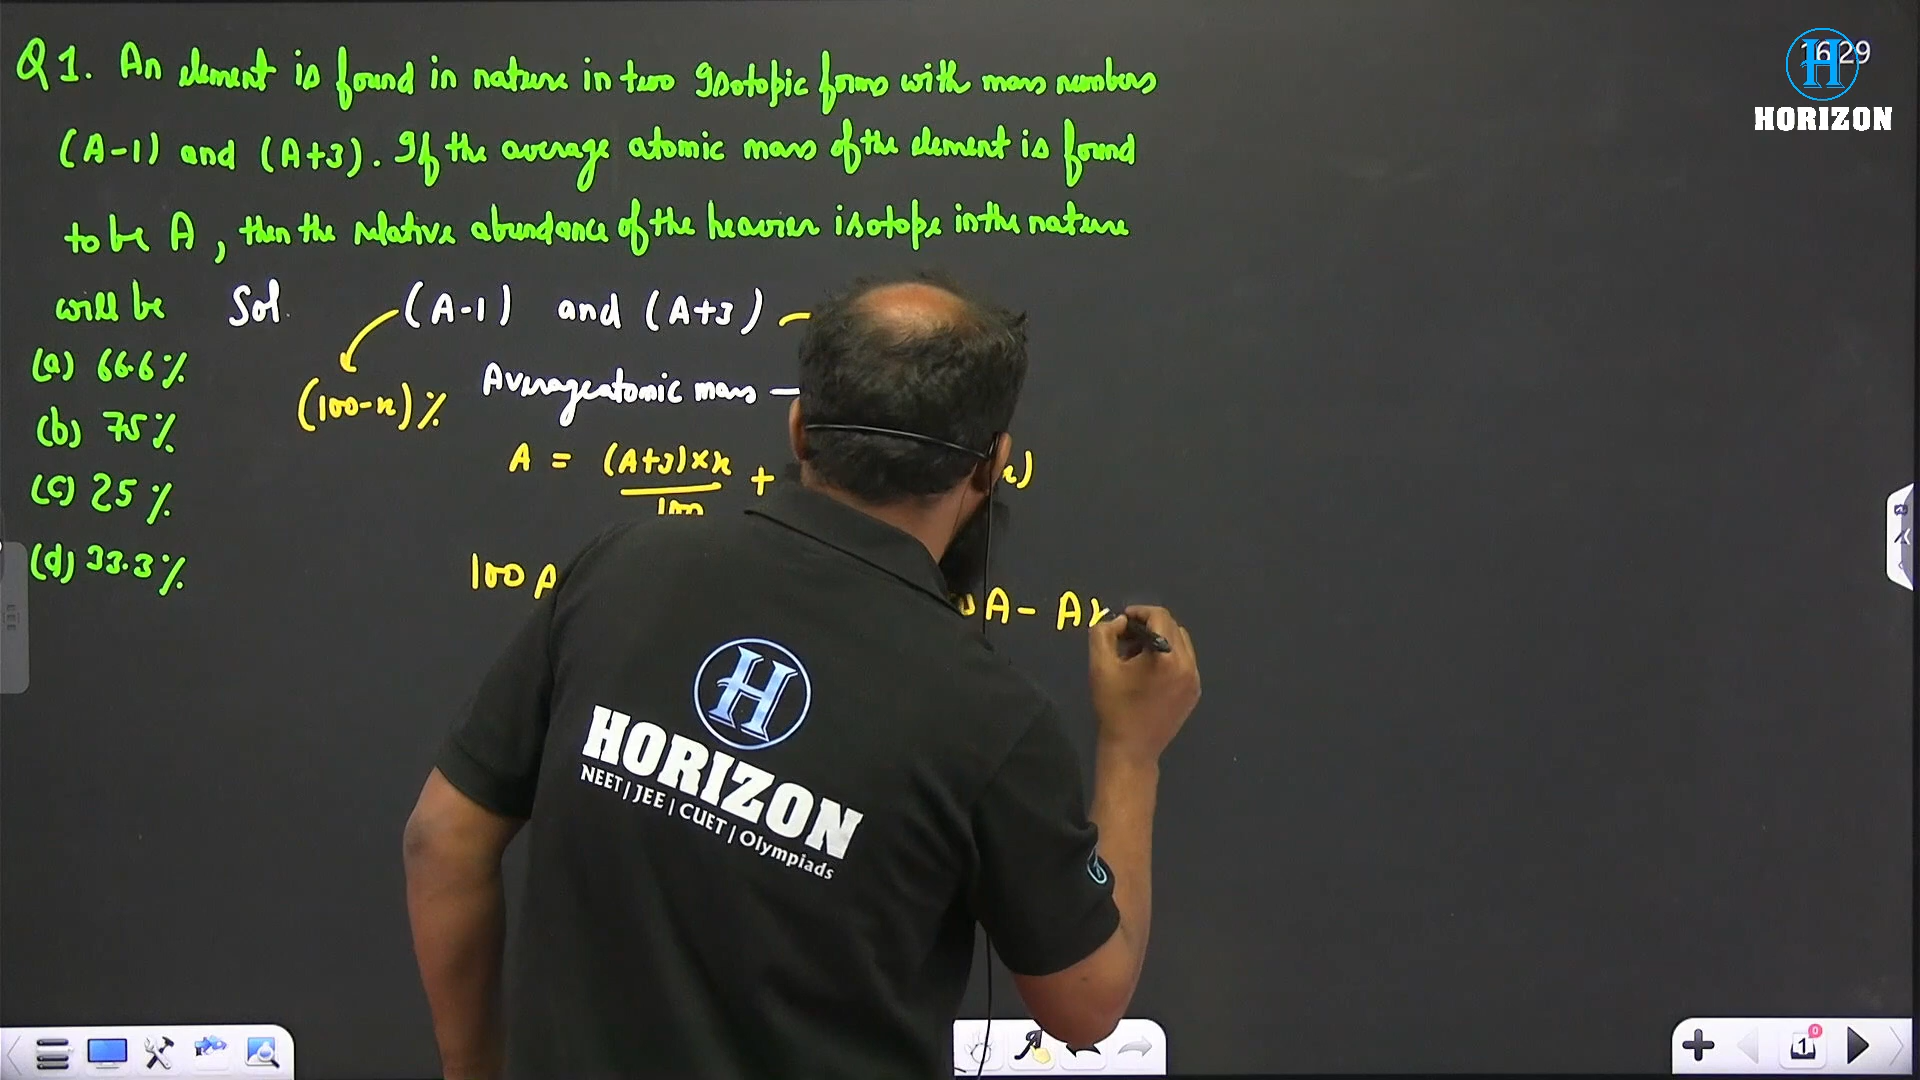 16:29
H
HORIZON
Q1. An element is found in nature in two Isotopic forms with mass numbers
(A-1) and (A+3). If the average atomic mass of the element is found
to be A, then the relative abundance of the heavier isotope in the nature
will be
Sol. (A-1) and (A+3)
(a) 66.6%
(b) 75%
(c) 25%
(d) 33.3%
(100-x)%
Average atomic mass –
A = (A+3)×x / 100 +
x)
100 A
A - Ax
H
HORIZON
NEET | JEE | CUET | Olympiads
1
0